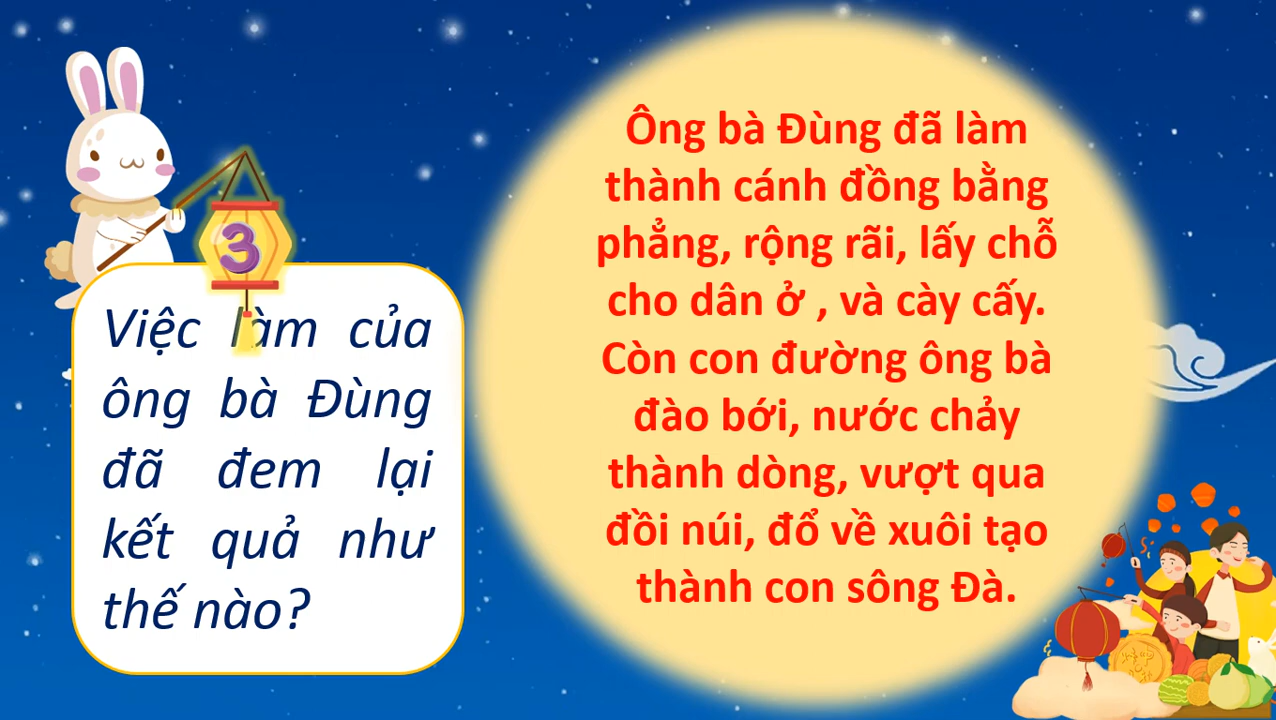 3
Việc làm của
ông bà Đùng
đã đem lại
kết quả như
thế nào?
Ông bà Đùng đã làm
thành cánh đồng bằng
phẳng, rộng rãi, lấy chỗ
cho dân ở , và cày cấy.
Còn con đường ông bà
đào bới, nước chảy
thành dòng, vượt qua
đồi núi, đổ về xuôi tạo
thành con sông Đà.